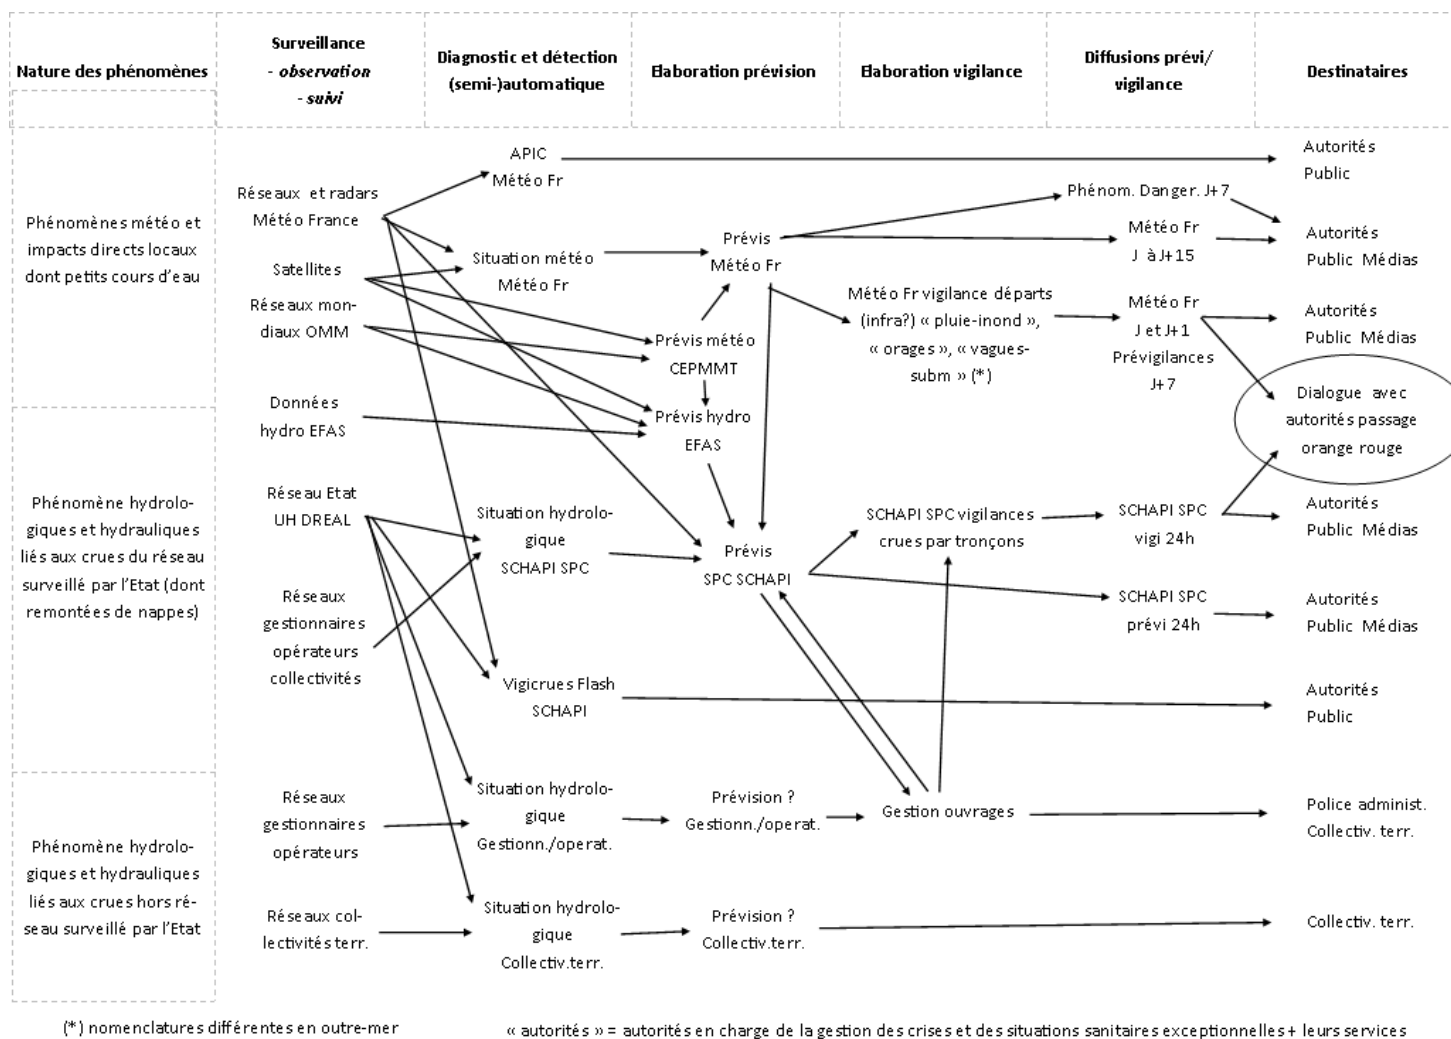 Nature des phénomènes
Surveillance
- observation
- suivi
Diagnostic et détection
(semi-)automatique
Elaboration prévision
Elaboration vigilance
Diffusions prévi/
vigilance
Destinataires
Phénomènes météo et
impacts directs locaux
dont petits cours d'eau
Réseaux et radars
Météo France
Satellites
Réseaux mon-
diaux OMM
APIC
Météo Fr
Situation météo
Météo Fr
Prévis
Météo Fr
Prévis météo
CEPMMT
Météo Fr vigilance départs
(infra?) « pluie-inond »,
« orages », « vagues-
subm » (*)
Phénom. Danger. J+7
Météo Fr
J à J+15
Météo Fr
J et J+1
Prévigilances
J+7
Autorités
Public
Autorités
Public Médias
Autorités
Public Médias
Dialogue avec
autorités passage
orange rouge
Phénomène hydrolo-
giques et hydrauliques
liés aux crues du réseau
surveillé par l'Etat (dont
remontées de nappes)
Données
hydro EFAS
Réseau Etat
UH DREAL
Réseaux
gestionnaires
opérateurs
collectivités
Situation hydrolo-
gique
SCHAPI SPC
Vigicrues Flash
SCHAPI
Prévis hydro
EFAS
Prévis
SPC SCHAPI
SCHAPI SPC vigilances
crues par tronçons
SCHAPI SPC
vigi 24h
SCHAPI SPC
prévi 24h
Autorités
Public Médias
Autorités
Public Médias
Autorités
Public
Phénomène hydrolo-
giques et hydrauliques
liés aux crues hors ré-
seau surveillé par l'Etat
Réseaux
gestionnaires
opérateurs
Situation hydrolo-
gique
Gestionn./operat.
Prévision ?
Gestionn./operat.
Gestion ouvrages
Police administ.
Collectiv. terr.
Réseaux col-
lectivités terr.
Situation hydrolo-
gique
Collectiv.terr.
Prévision ?
Collectiv.terr.
Collectiv. terr.
(*) nomenclatures différentes en outre-mer
« autorités » = autorités en charge de la gestion des crises et des situations sanitaires exceptionnelles + leurs services